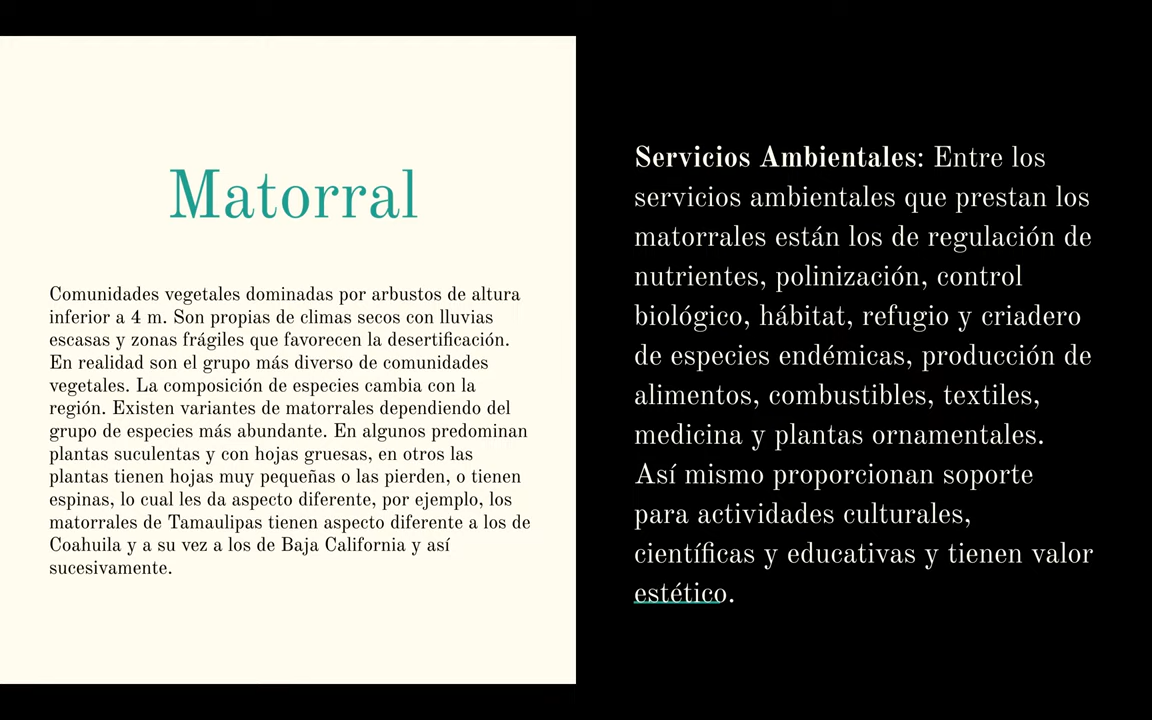 Matorral
Comunidades vegetales dominadas por arbustos de altura
inferior a 4 m. Son propias de climas secos con lluvias
escasas y zonas frágiles que favorecen la desertificación.
En realidad son el grupo más diverso de comunidades
vegetales. La composición de especies cambia con la
región. Existen variantes de matorrales dependiendo del
grupo de especies más abundante. En algunos predominan
plantas suculentas y con hojas gruesas, en otros las
plantas tienen hojas muy pequeñas o las pierden, o tienen
espinas, lo cual les da aspecto diferente, por ejemplo, los
matorrales de Tamaulipas tienen aspecto diferente a los de
Coahuila y a su vez a los de Baja California y así
sucesivamente.
Servicios Ambientales: Entre los
servicios ambientales que prestan los
matorrales están los de regulación de
nutrientes, polinización, control
biológico, hábitat, refugio y criadero
de especies endémicas, producción de
alimentos, combustibles, textiles,
medicina y plantas ornamentales.
Así mismo proporcionan soporte
para actividades culturales,
científicas y educativas y tienen valor
estético.